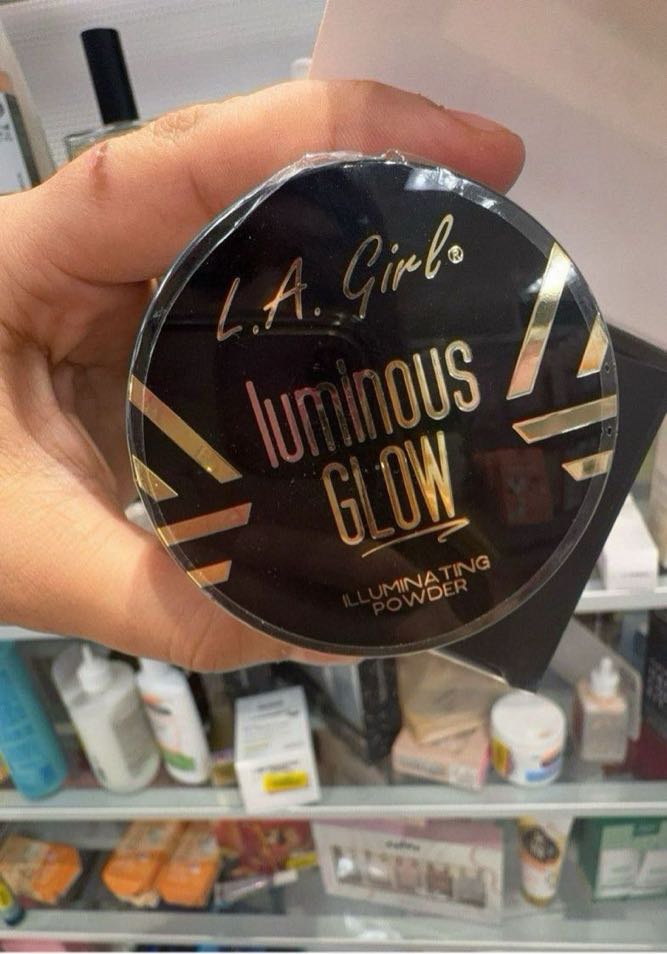 L.A. Girl®
luminous
GLOW
ILLUMINATING
POWDER